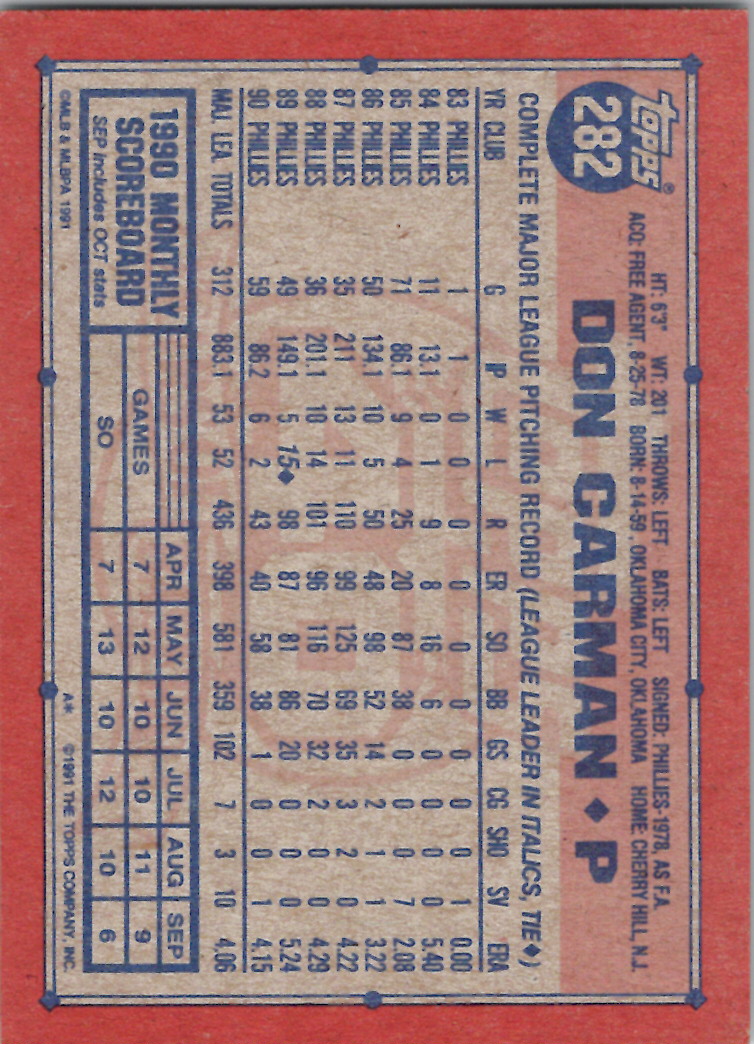 Topps®
282
DON CARMAN ♦ P
HT: 6'3" WT: 201 THROWS: LEFT BATS: LEFT SIGNED: PHILLIES-1978, AS F.A.
ACQ: FREE AGENT, 8-25-78 BORN: 8-14-59, OKLAHOMA CITY, OKLAHOMA HOME: CHERRY HILL, N.J.
COMPLETE MAJOR LEAGUE PITCHING RECORD (LEAGUE LEADER IN ITALICS, TIE♦)
YR CLUB G IP W L R ER SO BB GS CG SHO SV ERA
83 PHILLIES 1 1 0 0 0 0 0 0 0 0 0 1 0.00
84 PHILLIES 11 13.1 0 1 9 8 16 6 0 0 0 0 5.40
85 PHILLIES 71 86.1 9 4 25 20 87 38 0 0 0 7 2.08
86 PHILLIES 50 134.1 10 5 50 48 98 52 14 2 1 1 3.22
87 PHILLIES 35 211 13 11 110 99 125 69 35 3 2 0 4.22
88 PHILLIES 36 201.1 10 14 101 96 116 70 32 2 0 0 4.29
89 PHILLIES 49 149.1 5 15♦ 98 87 81 86 20 0 0 0 5.24
90 PHILLIES 59 86.2 6 2 43 40 58 38 1 0 0 1 4.15
MAJ. LEA. TOTALS 312 883.1 53 52 436 398 581 359 102 7 3 10 4.06
1990 MONTHLY
SCOREBOARD
SEP includes OCT stats
APR MAY JUN JUL AUG SEP
GAMES 7 12 10 10 11 9
SO 7 13 10 12 10 6
©MLB & MLBPA 1991
A* ©1991 THE TOPPS COMPANY, INC.